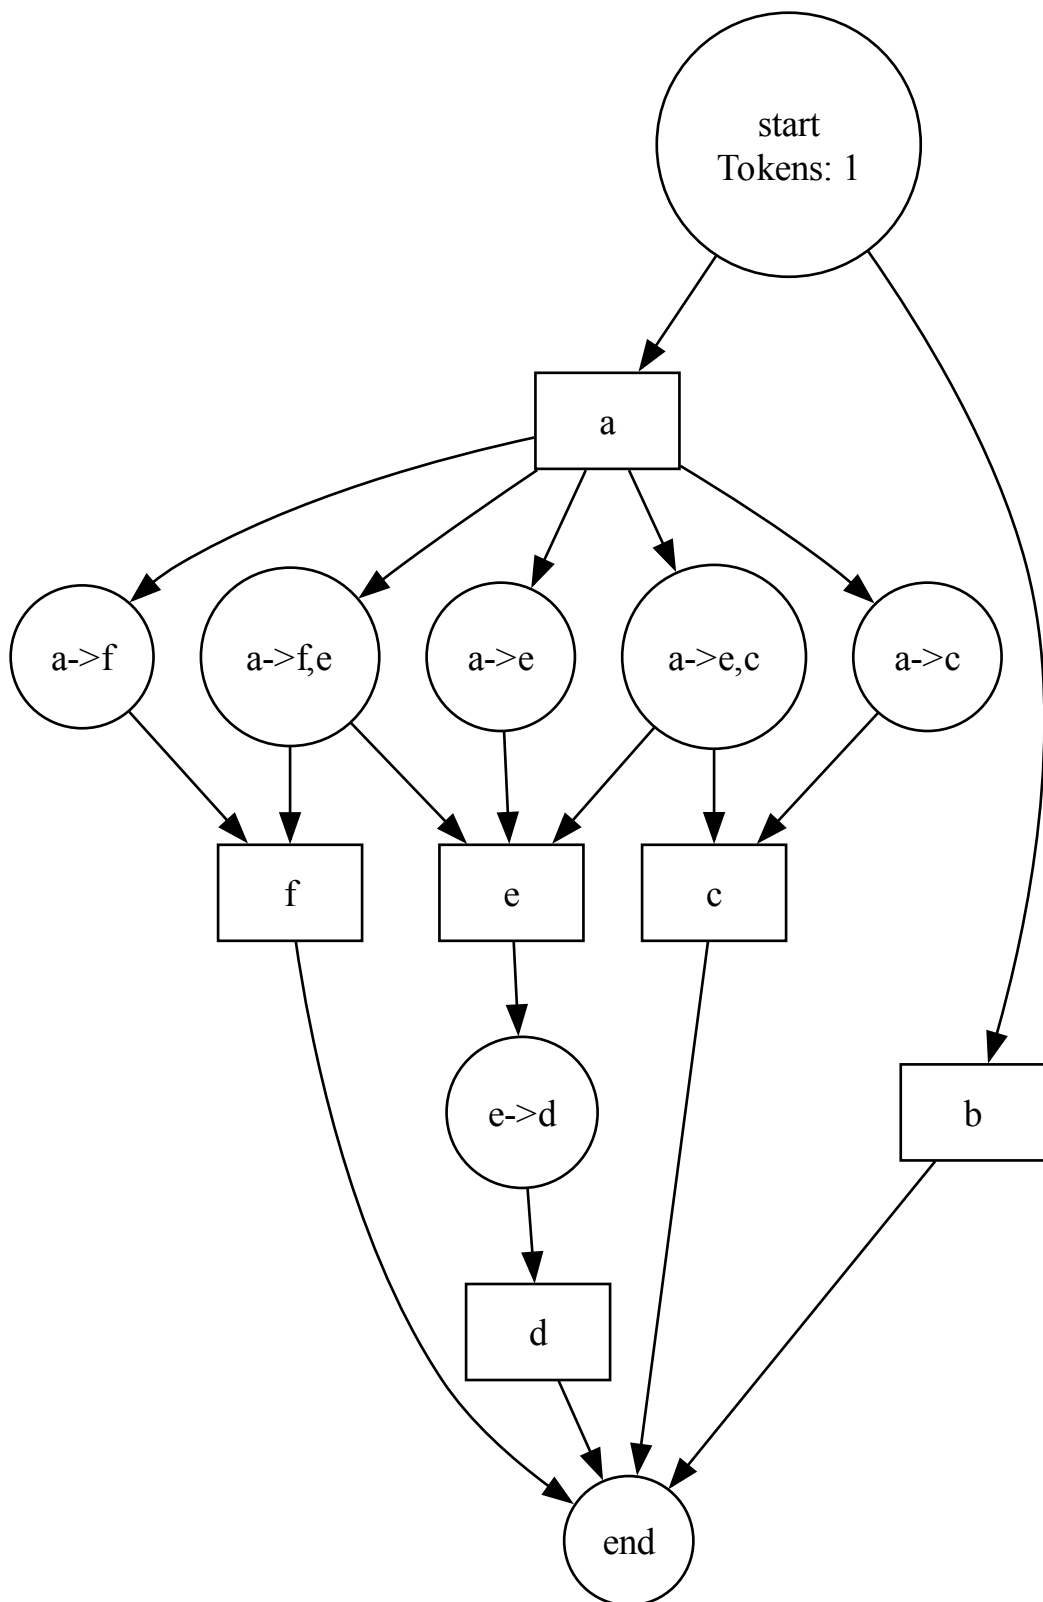 start
Tokens: 1
a
a->f
a->f,e
a->e
a->e,c
a->c
f
e
c
e->d
b
d
end